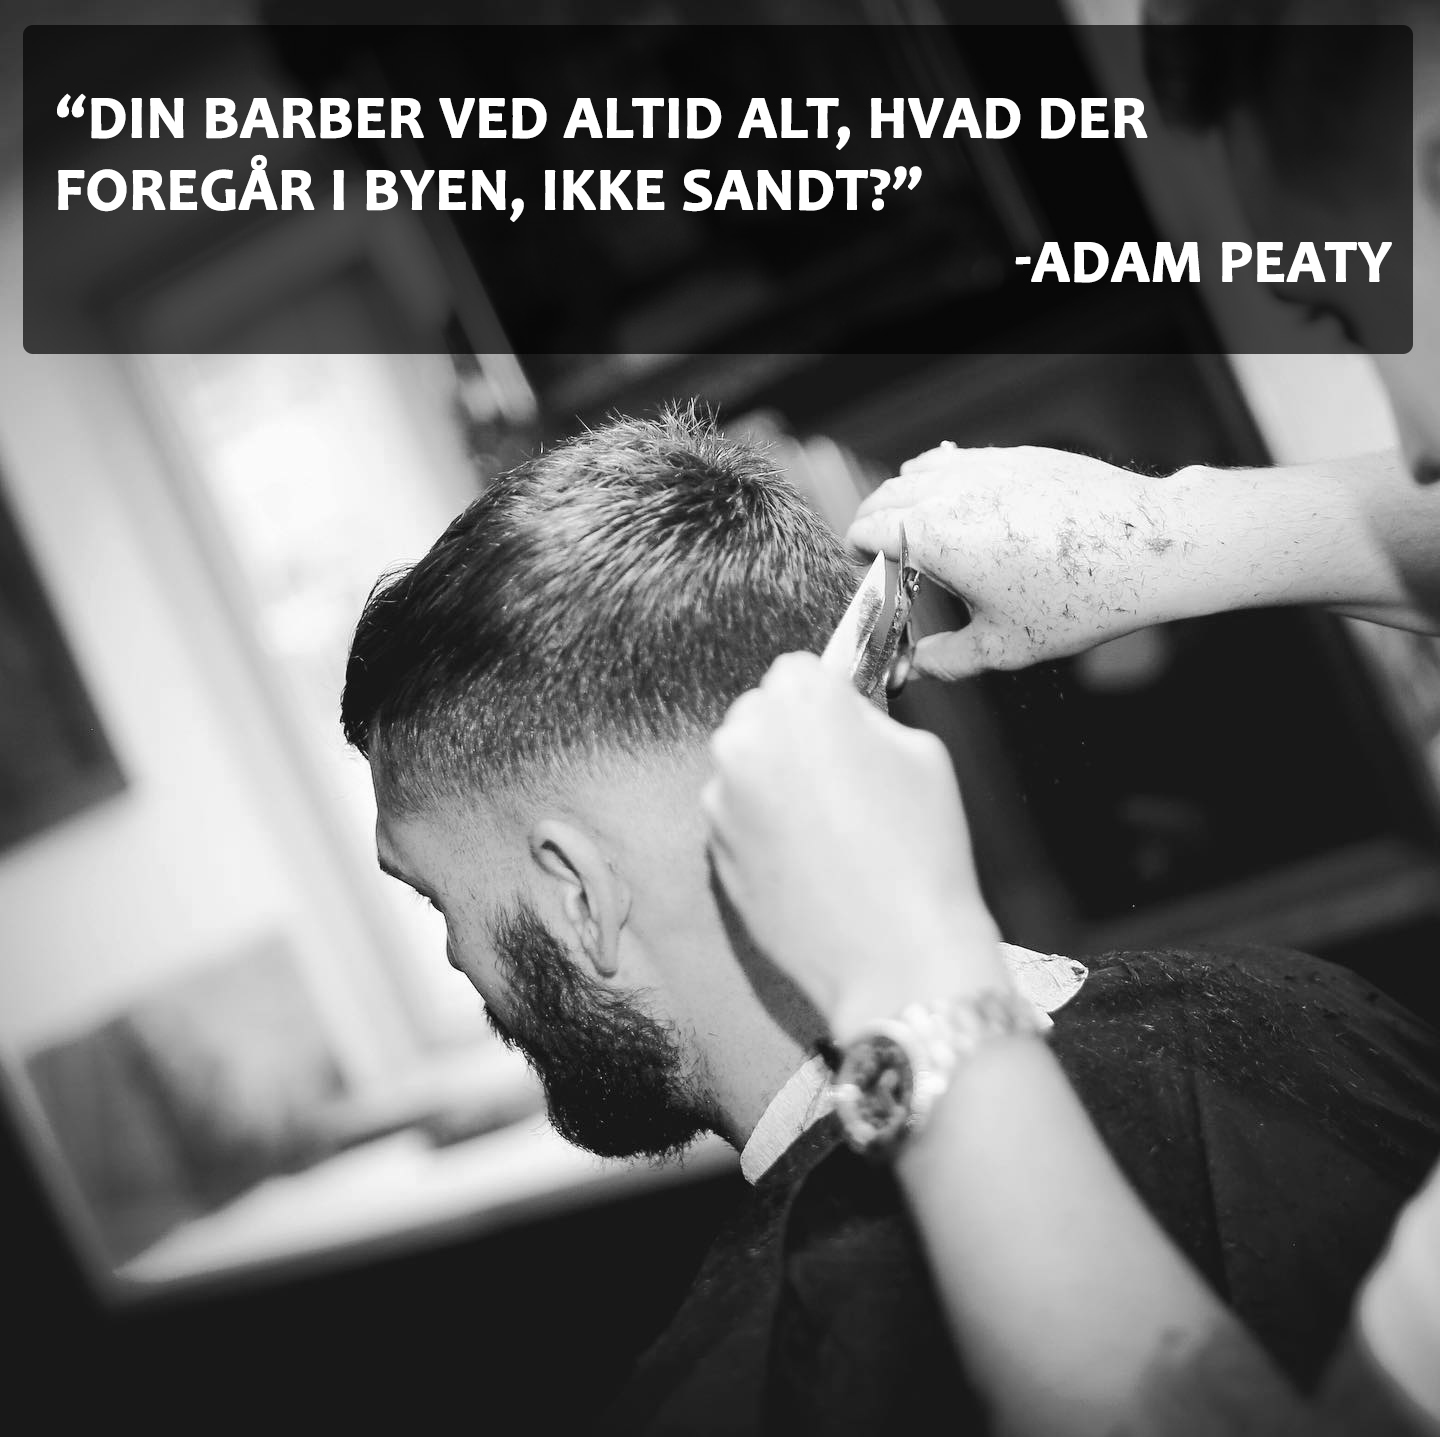 “DIN BARBER VED ALTID ALT, HVAD DER
FOREGÅR I BYEN, IKKE SANDT?”
-ADAM PEATY